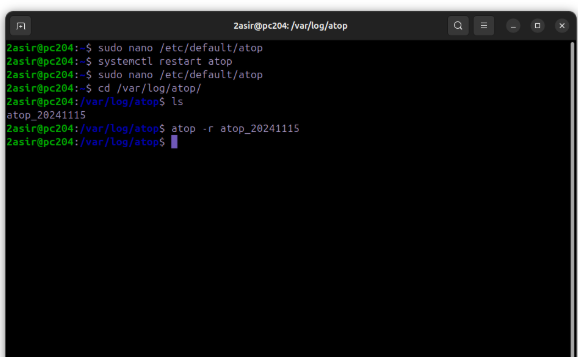 2asir@pc204: /var/log/atop
2asir@pc204:~$ sudo nano /etc/default/atop
2asir@pc204:~$ systemctl restart atop
2asir@pc204:~$ sudo nano /etc/default/atop
2asir@pc204:~$ cd /var/log/atop/
2asir@pc204:/var/log/atop$ ls
atop_20241115
2asir@pc204:/var/log/atop$ atop -r atop_20241115
2asir@pc204:/var/log/atop$